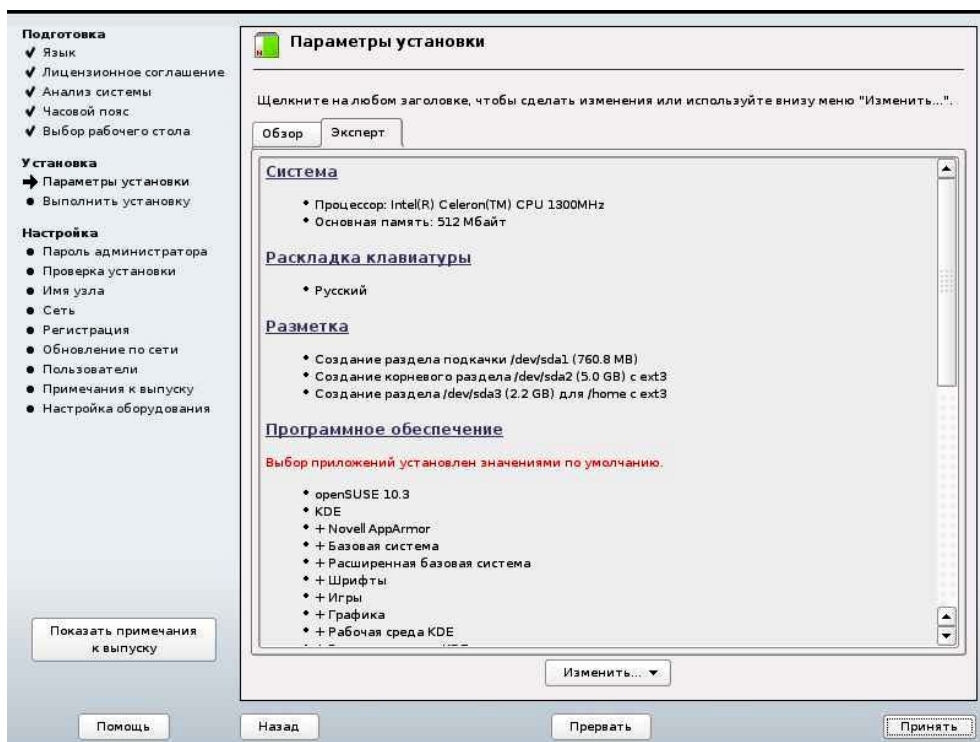 Подготовка
Язык
Лицензионное соглашение
Анализ системы
Часовой пояс
Выбор рабочего стола
Установка
Параметры установки
Выполнить установку
Настройка
Пароль администратора
Проверка установки
Имя узла
Сеть
Регистрация
Обновление по сети
Пользователи
Примечания к выпуску
Настройка оборудования
Показать примечания
к выпуску
Параметры установки
Щелкните на любом заголовке, чтобы сделать изменения или используйте внизу меню "Изменить...".
Обзор Эксперт
Система
Процессор: Intel(R) Celeron(TM) CPU 1300MHz
Основная память: 512 Мбайт
Раскладка клавиатуры
Русский
Разметка
Создание раздела подкачки /dev/sda1 (760.8 MB)
Создание корневого раздела /dev/sda2 (5.0 GB) с ext3
Создание раздела /dev/sda3 (2.2 GB) для /home с ext3
Программное обеспечение
Выбор приложений установлен значениями по умолчанию.
openSUSE 10.3
KDE
+ Novell AppArmor
+ Базовая система
+ Расширенная базовая система
+ Шрифты
+ Игры
+ Графика
+ Рабочая среда KDE
Изменить...
Помощь Назад Прервать Принять